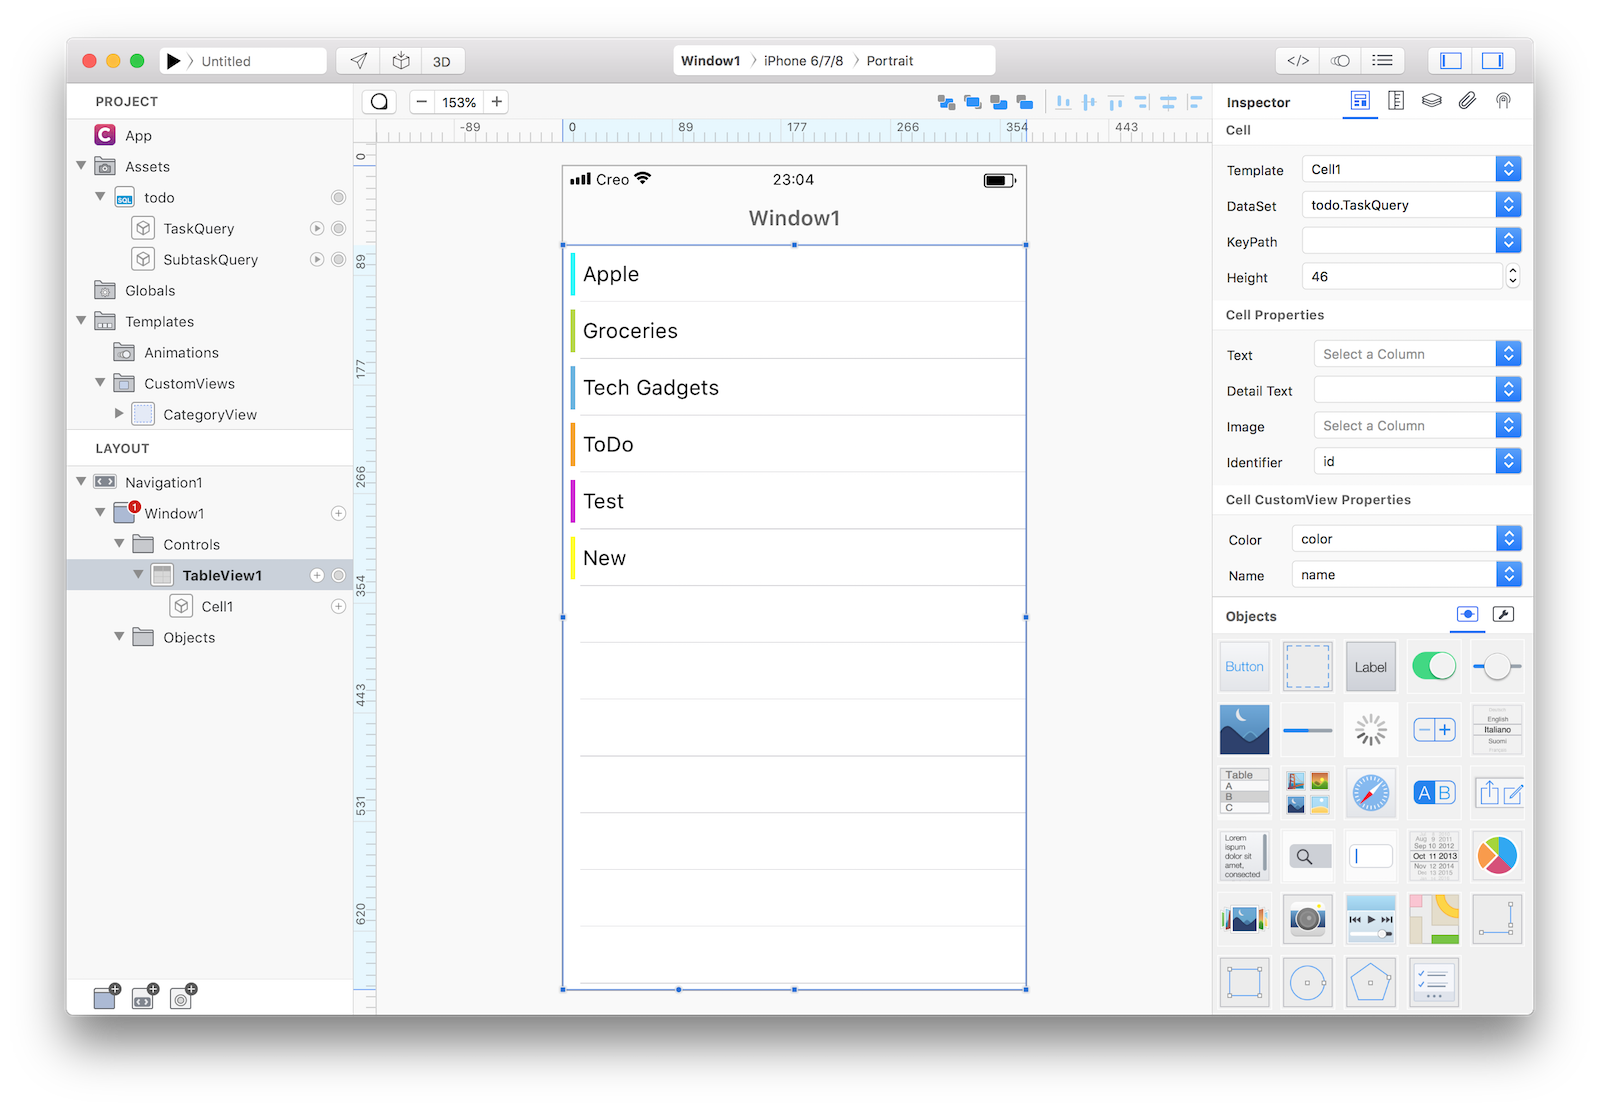 Untitled
3D
Window1 iPhone 6/7/8 Portrait
</>
PROJECT
App
Assets
todo
SQL
TaskQuery
SubtaskQuery
Globals
Templates
Animations
CustomViews
CategoryView
LAYOUT
Navigation1
1
Window1
Controls
TableView1
Cell1
Objects
153%
-89 0 89 177 266 354 443
0
89
177
266
354
443
531
620
Creo 23:04
Window1
Apple
Groceries
Tech Gadgets
ToDo
Test
New
Inspector
Cell
Template Cell1
DataSet todo.TaskQuery
KeyPath
Height 46
Cell Properties
Text Select a Column
Detail Text
Image Select a Column
Identifier id
Cell CustomView Properties
Color color
Name name
Objects
Button
Label
English
Italiano
Suomi
Table
A
B
C
A B
Lorem
ipsum
dolor sit
amet,
consected
Aug 9 2011
Sep 10 2012
Oct 11 2013
Nov 12 2014
Dec 13 2015